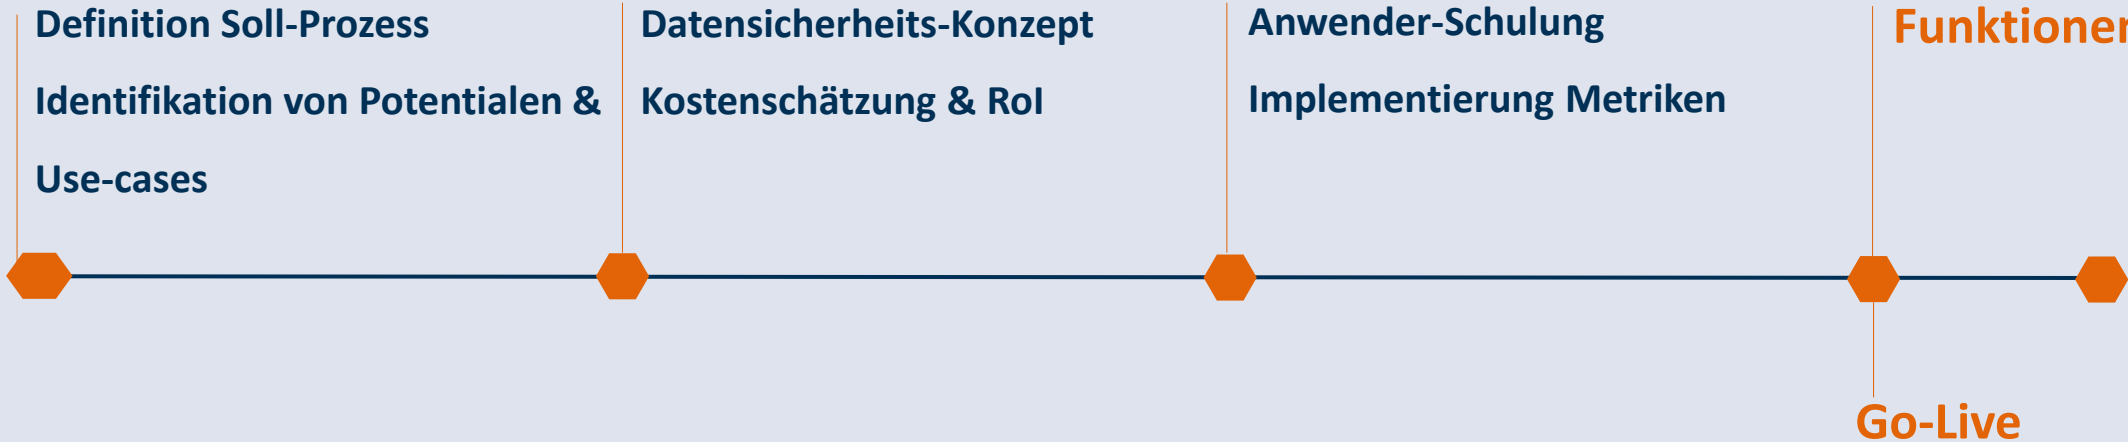 Definition Soll-Prozess
Identifikation von Potentialen &
Use-cases
Datensicherheits-Konzept
Kostenschätzung & RoI
Anwender-Schulung
Implementierung Metriken
Go-Live